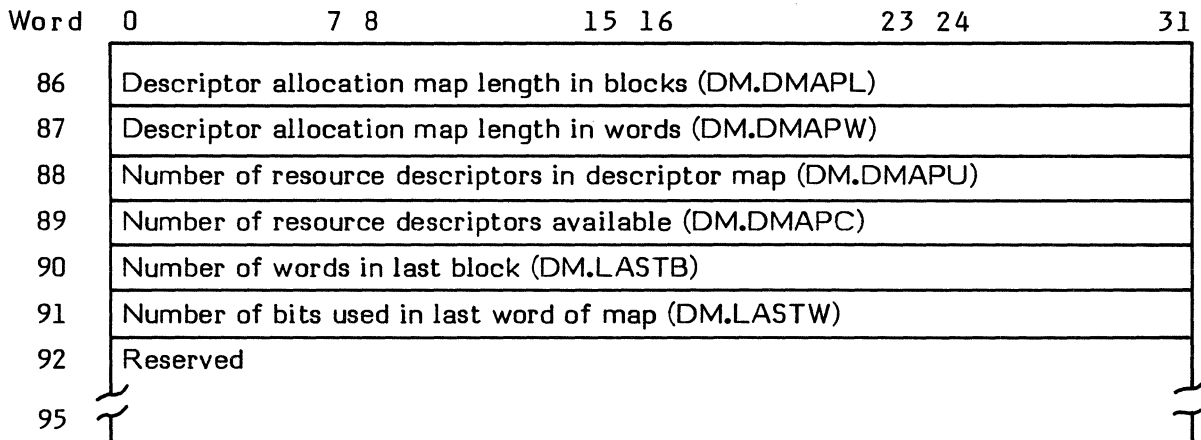 Word 0 7 8 15 16 23 24 31
86 Descriptor allocation map length in blocks (DM.DMAPL)
87 Descriptor allocation map length in words (DM.DMAPW)
88 Number of resource descriptors in descriptor map (DM.DMAPU)
89 Number of resource descriptors available (DM.DMAPC)
90 Number of words in last block (DM.LASTB)
91 Number of bits used in last word of map (DM.LASTW)
92 Reserved
95